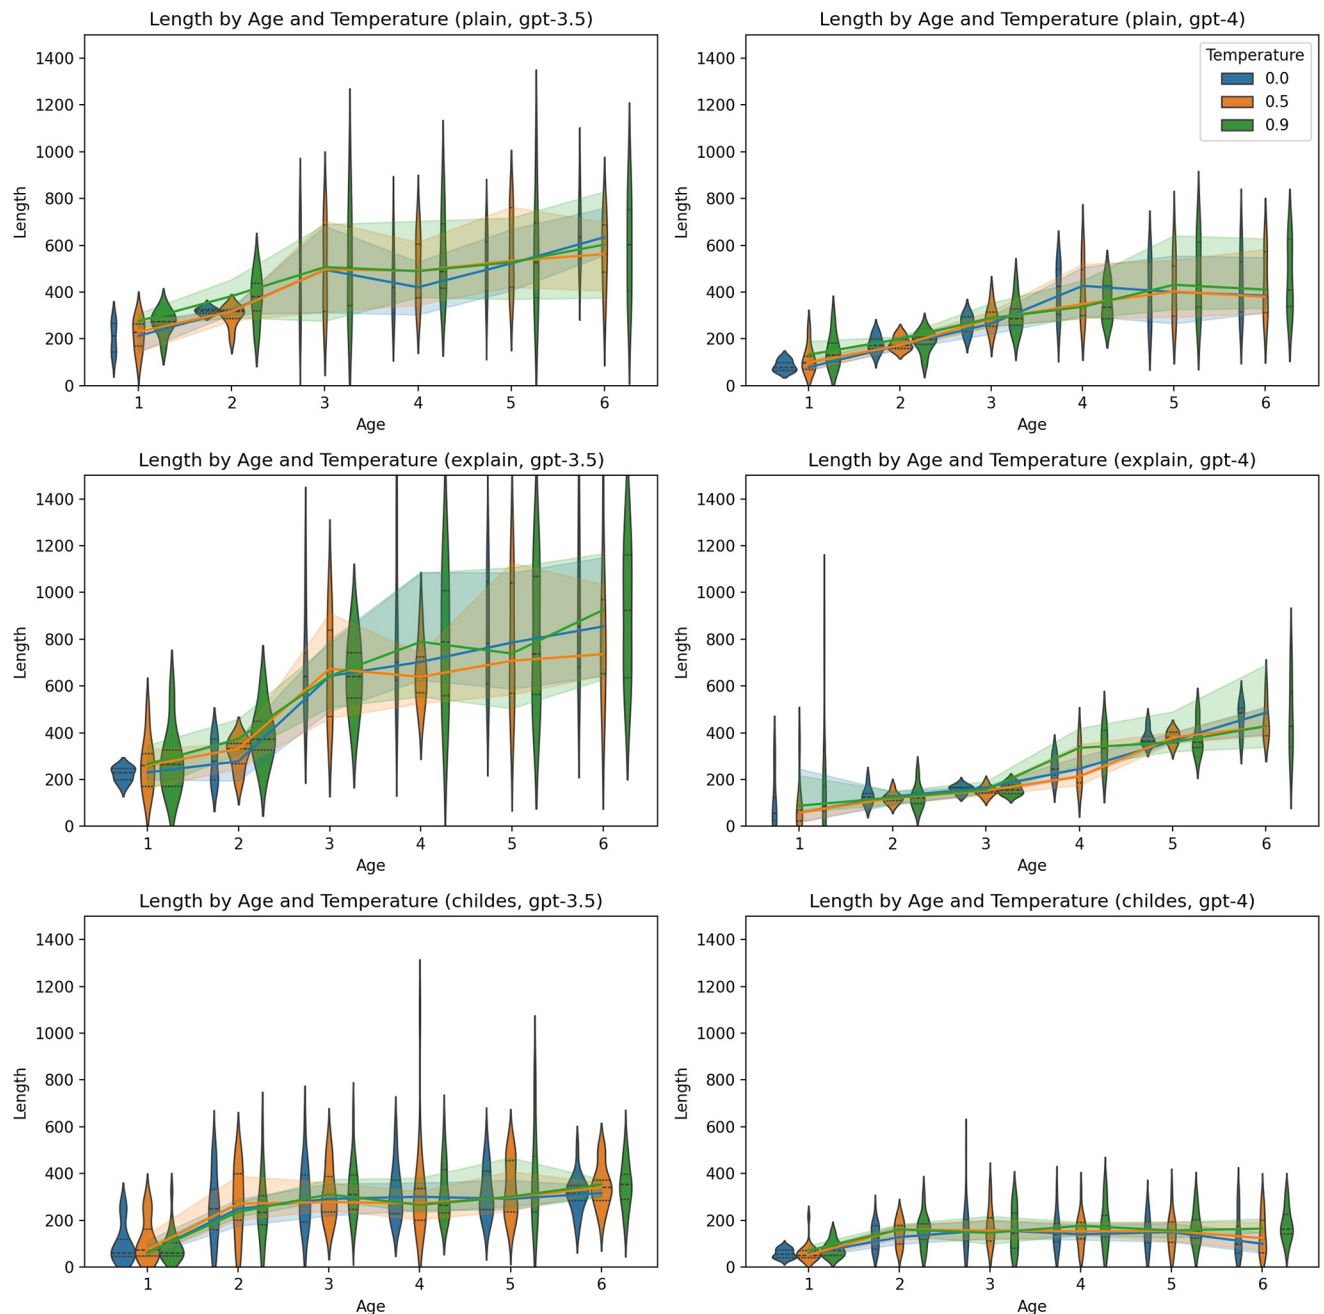 Length by Age and Temperature (plain, gpt-3.5)
Length
1400
1200
1000
800
600
400
200
0
1 2 3 4 5 6
Age
Length by Age and Temperature (plain, gpt-4)
Temperature
0.0
0.5
0.9
Length
1400
1200
1000
800
600
400
200
0
1 2 3 4 5 6
Age
Length by Age and Temperature (explain, gpt-3.5)
Length
1400
1200
1000
800
600
400
200
0
1 2 3 4 5 6
Age
Length by Age and Temperature (explain, gpt-4)
Length
1400
1200
1000
800
600
400
200
0
1 2 3 4 5 6
Age
Length by Age and Temperature (childes, gpt-3.5)
Length
1400
1200
1000
800
600
400
200
0
1 2 3 4 5 6
Age
Length by Age and Temperature (childes, gpt-4)
Length
1400
1200
1000
800
600
400
200
0
1 2 3 4 5 6
Age